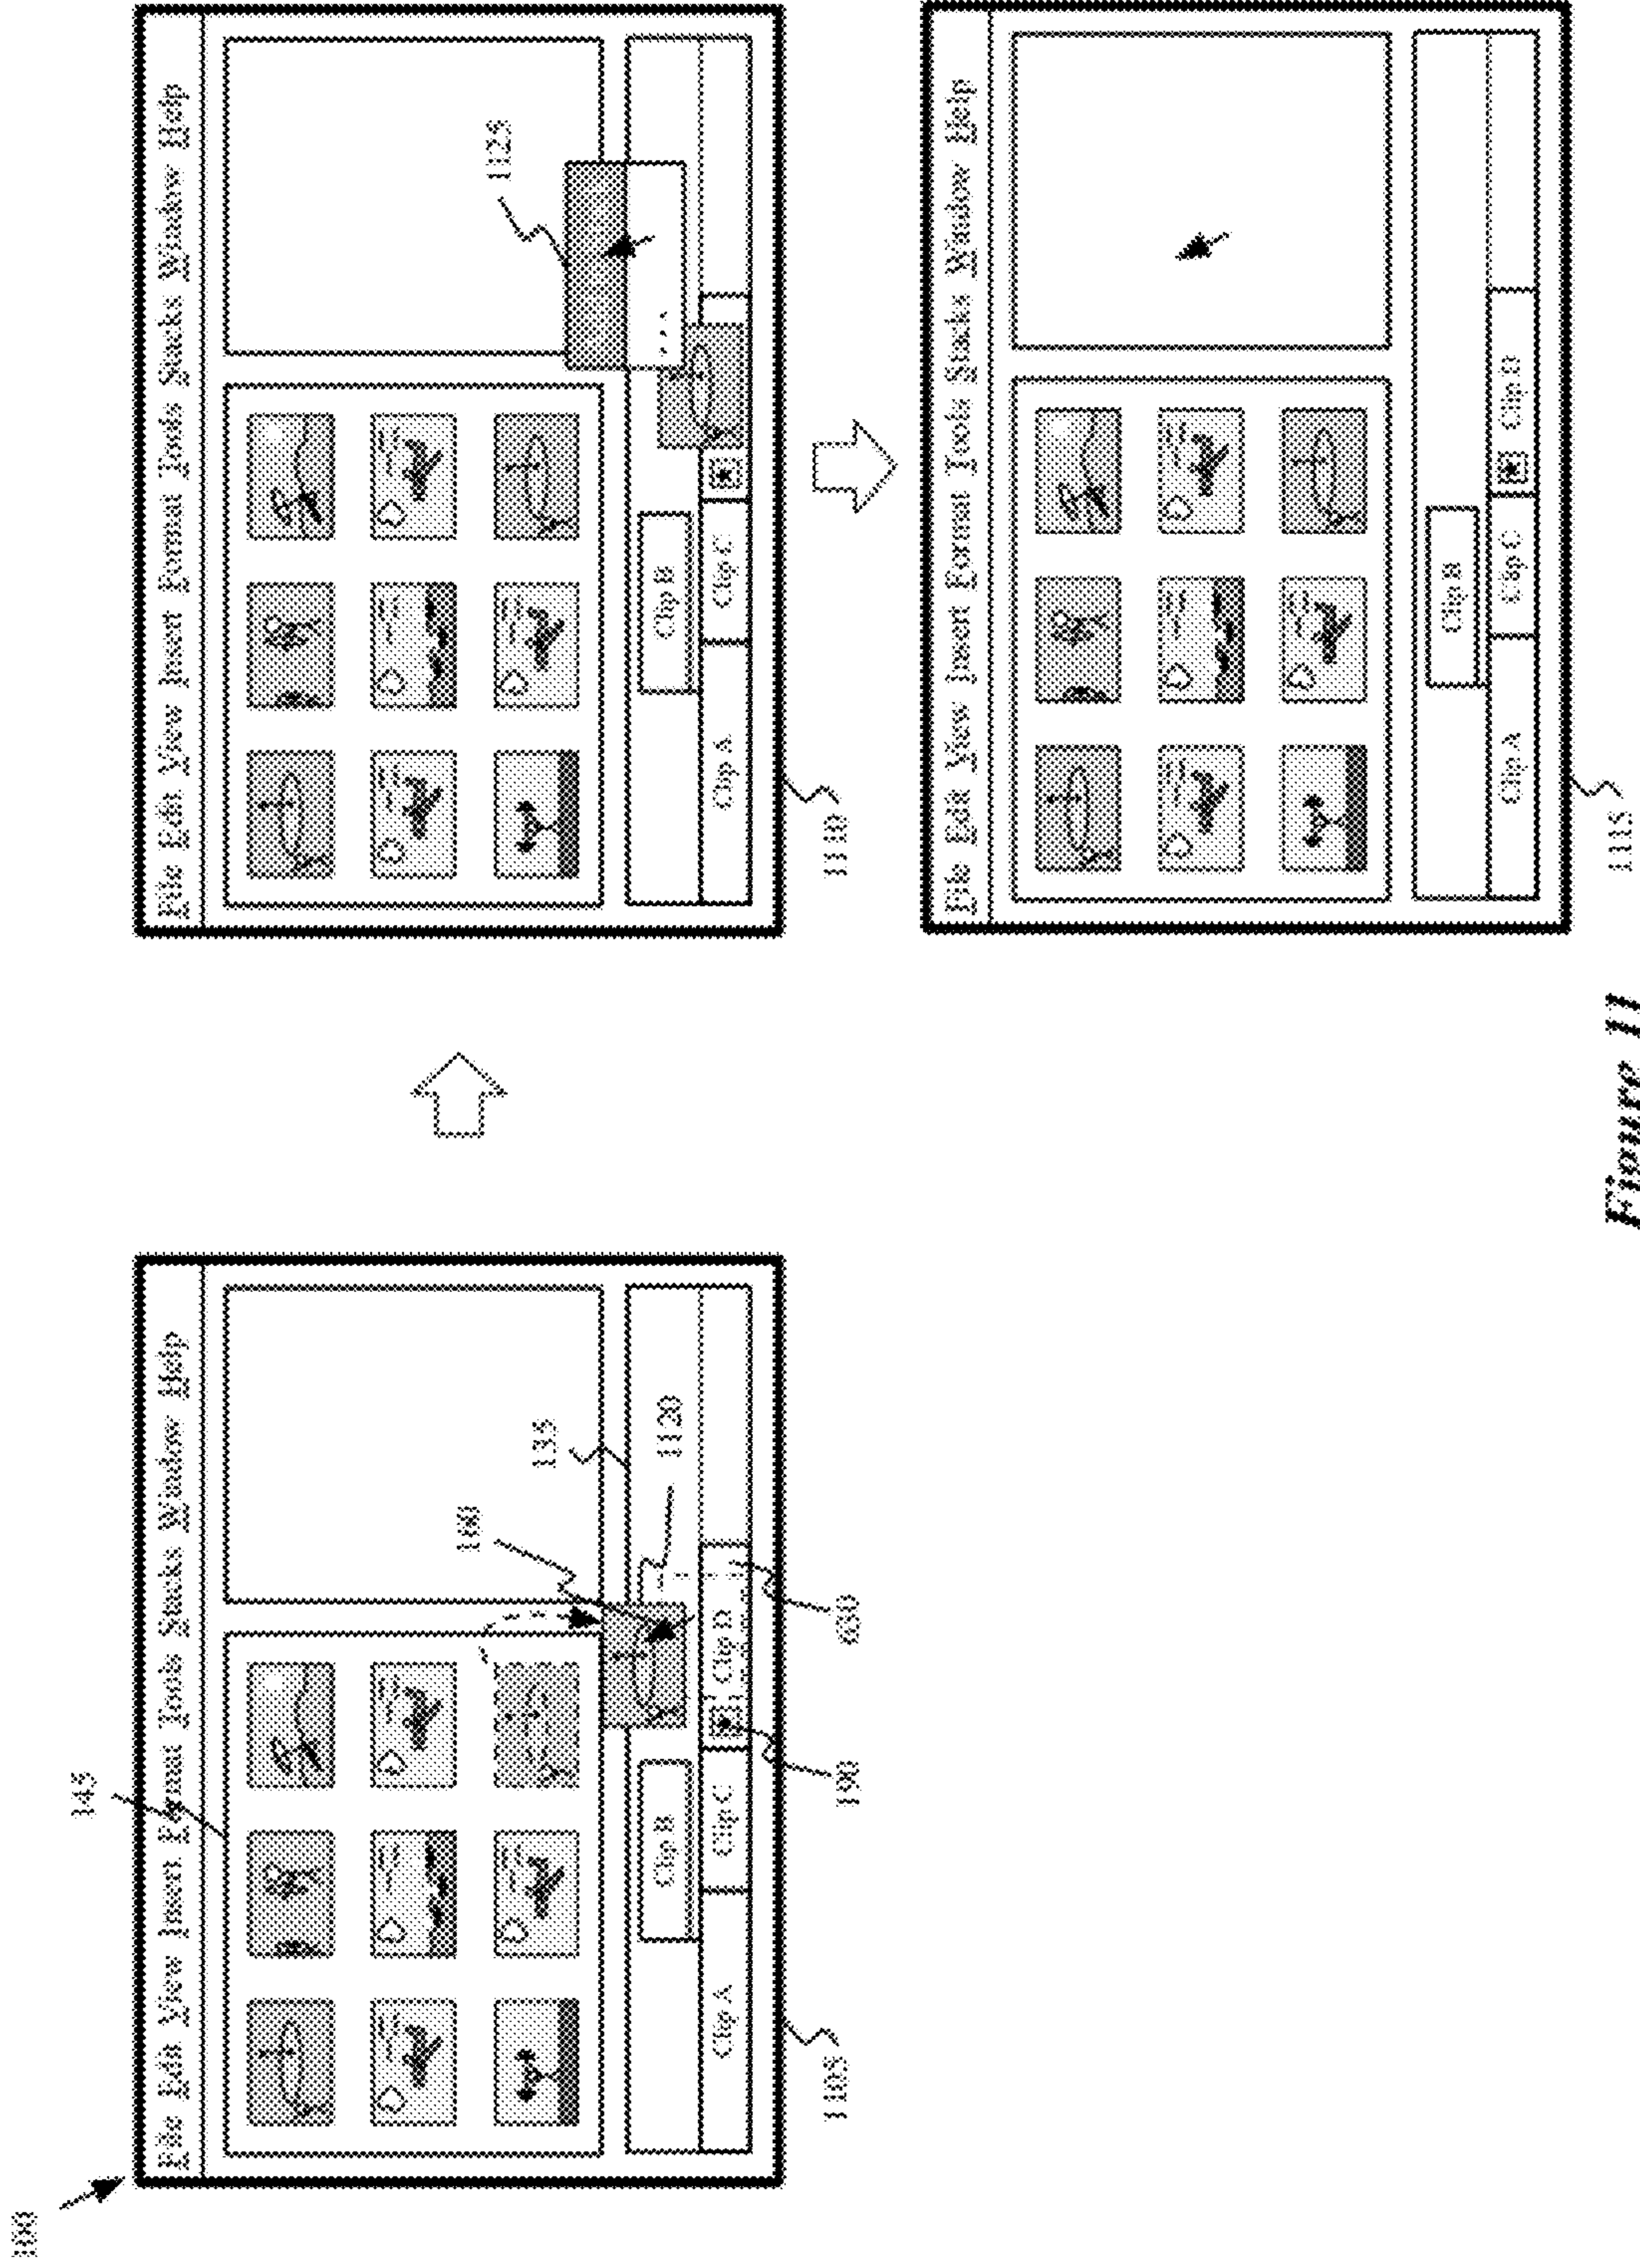 100
145
File Edit View Insert Format Tools Stacks Window Help
160
135
1120
Clip B
Clip A
Clip C
Clip D
1105
190
630
File Edit View Insert Format Tools Stacks Window Help
1125
...
Clip B
Clip A
Clip C
1110
File Edit View Insert Format Tools Stacks Window Help
Clip B
Clip A
Clip C
Clip D
1115
Figure 11